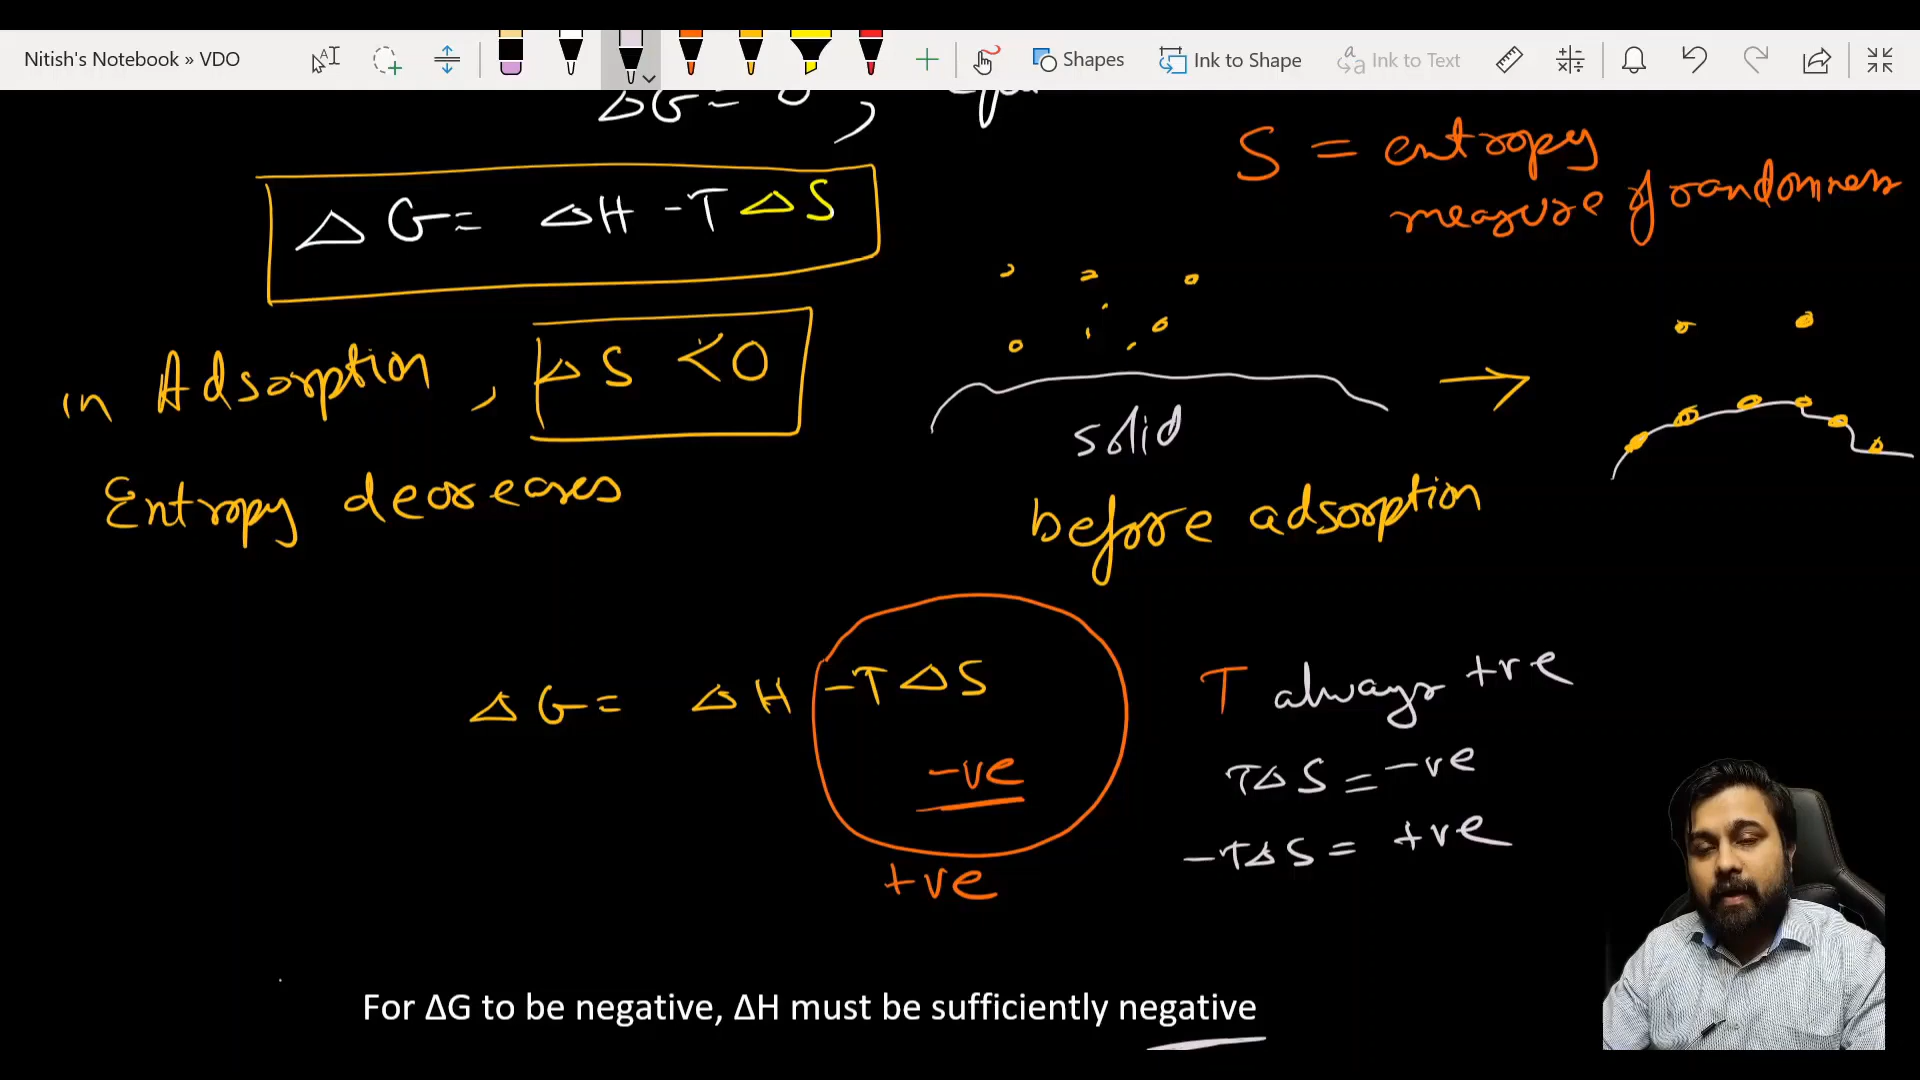 Nitish's Notebook » VDO
Shapes
Ink to Shape
Ink to Text
ΔG = 0,
S = entropy
measure of randomness
ΔG = ΔH - TΔS
in Adsorption, ΔS < 0
Entropy decreases
solid
before adsorption
ΔG = ΔH - TΔS
-ve
+ve
T always +ve
TΔS = -ve
-TΔS = +ve
For ΔG to be negative, ΔH must be sufficiently negative